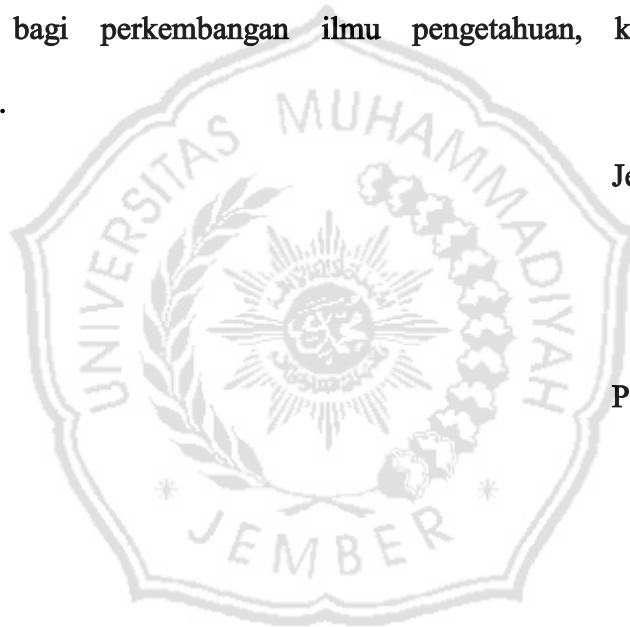 bagi perkembangan ilmu pengetahuan, k
.
Je
P
UNIVERSITAS MUHAMMADIYAH
JEMBER